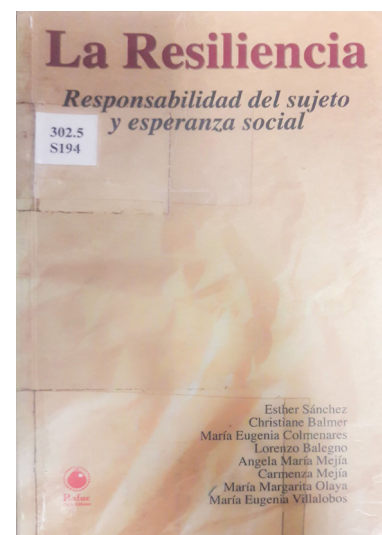 La Resiliencia
Responsabilidad del sujeto
y esperanza social
302.5
S194
Esther Sánchez
Christiane Balmer
María Eugenia Colmenares
Lorenzo Balegno
Angela María Mejía
Carmenza Mejía
María Margarita Olaya
María Eugenia Villalobos